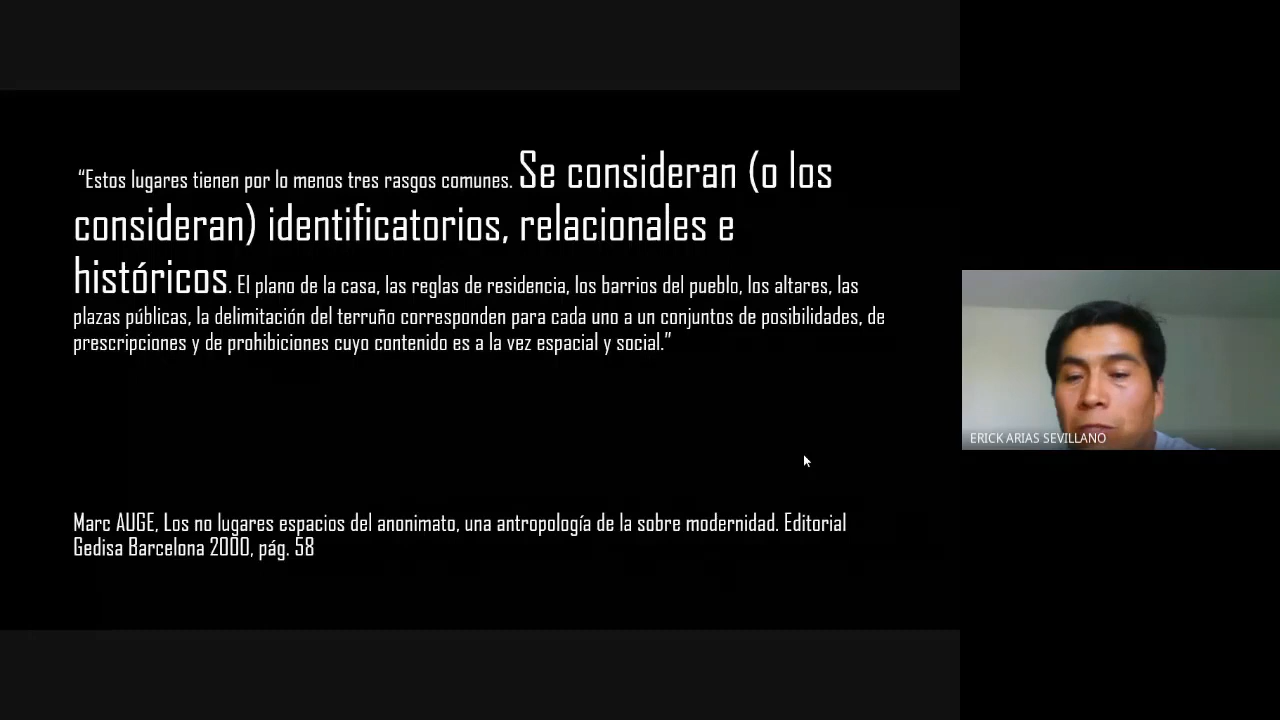 “Estos lugares tienen por lo menos tres rasgos comunes. Se consideran (o los
consideran) identificatorios, relacionales e
históricos. El plano de la casa, las reglas de residencia, los barrios del pueblo, los altares, las
plazas públicas, la delimitación del terruño corresponden para cada uno a un conjuntos de posibilidades, de
prescripciones y de prohibiciones cuyo contenido es a la vez espacial y social.”
Marc AUGE, Los no lugares espacios del anonimato, una antropología de la sobre modernidad. Editorial
Gedisa Barcelona 2000, pág. 58
ERICK ARIAS SEVILLANO